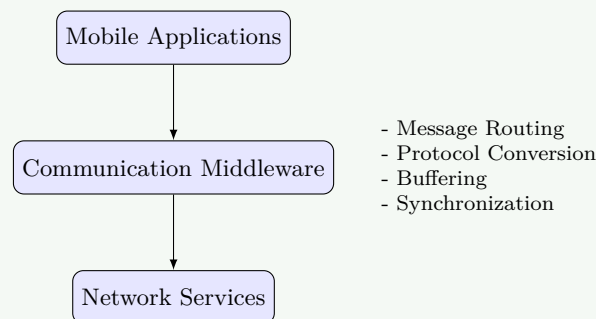 Mobile Applications
Communication Middleware
- Message Routing
- Protocol Conversion
- Buffering
- Synchronization
Network Services